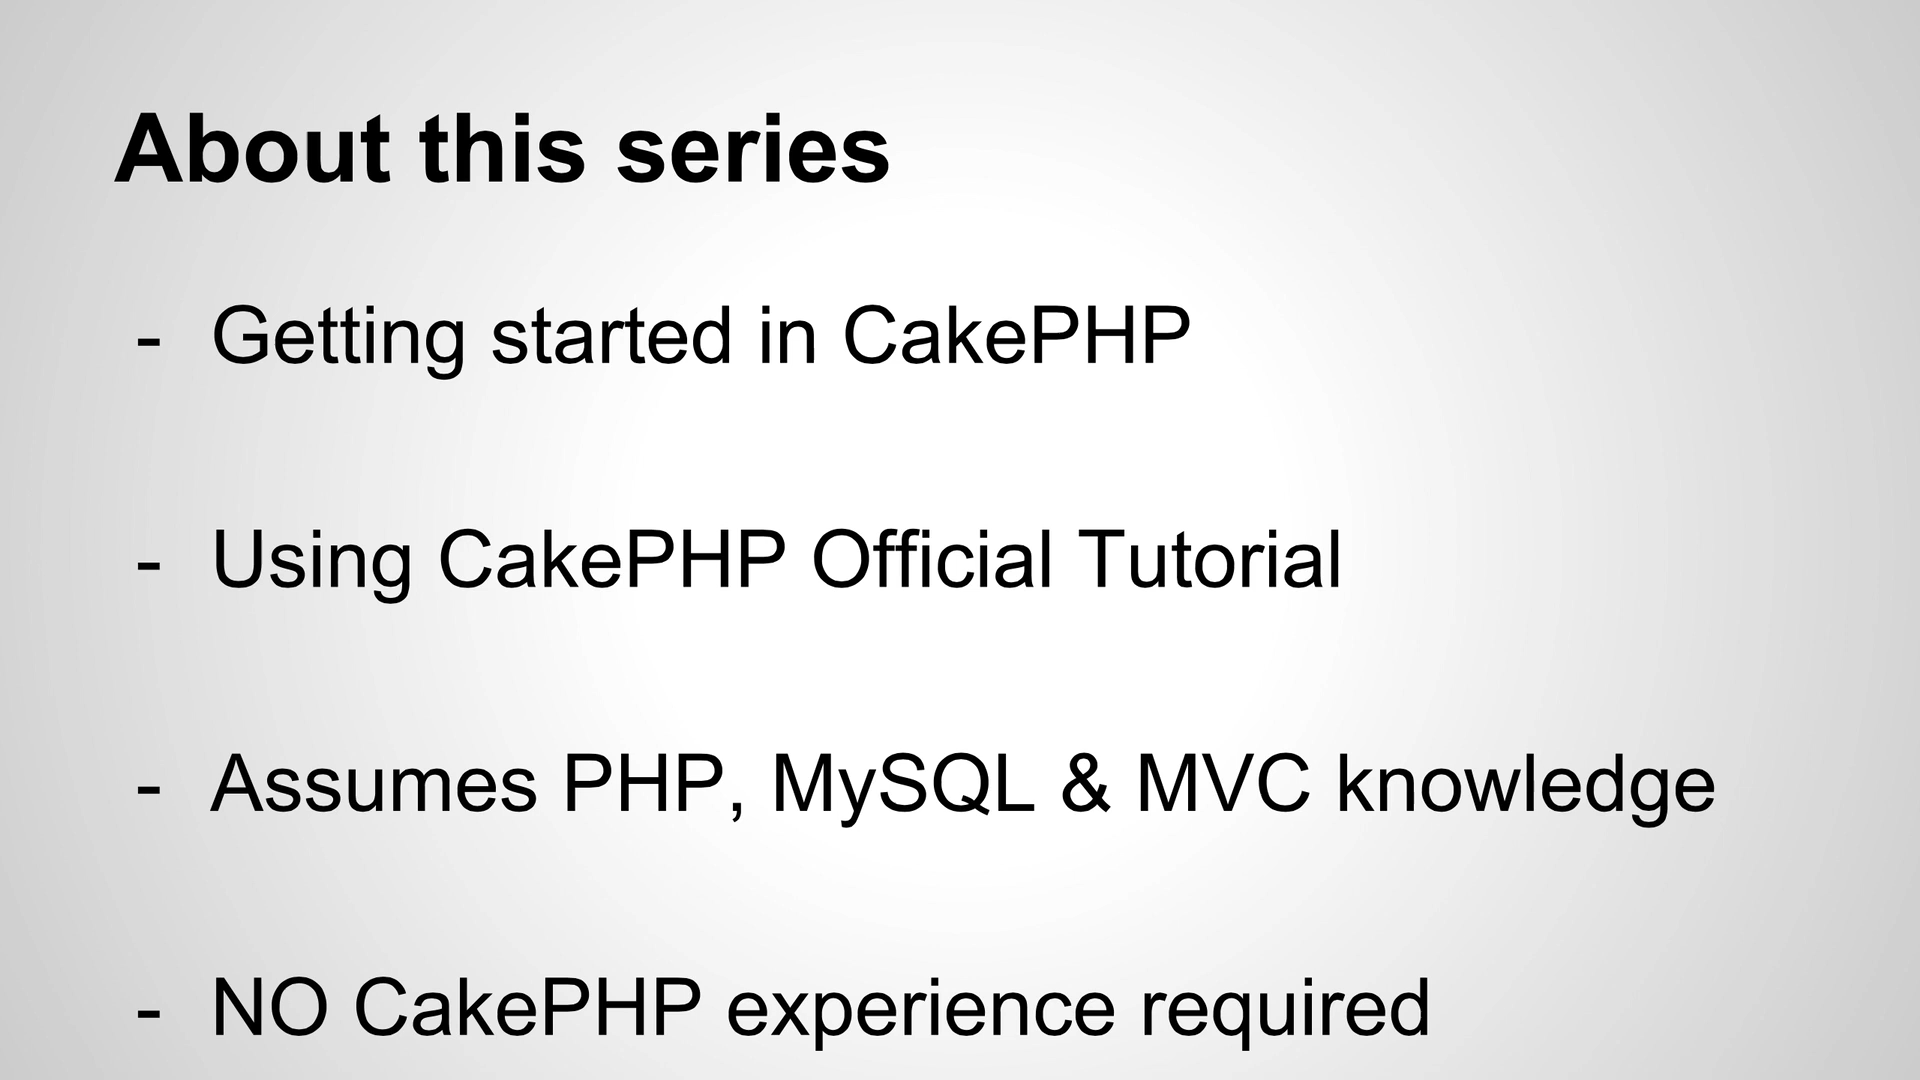 About this series
- Getting started in CakePHP
- Using CakePHP Official Tutorial
- Assumes PHP, MySQL & MVC knowledge
- NO CakePHP experience required